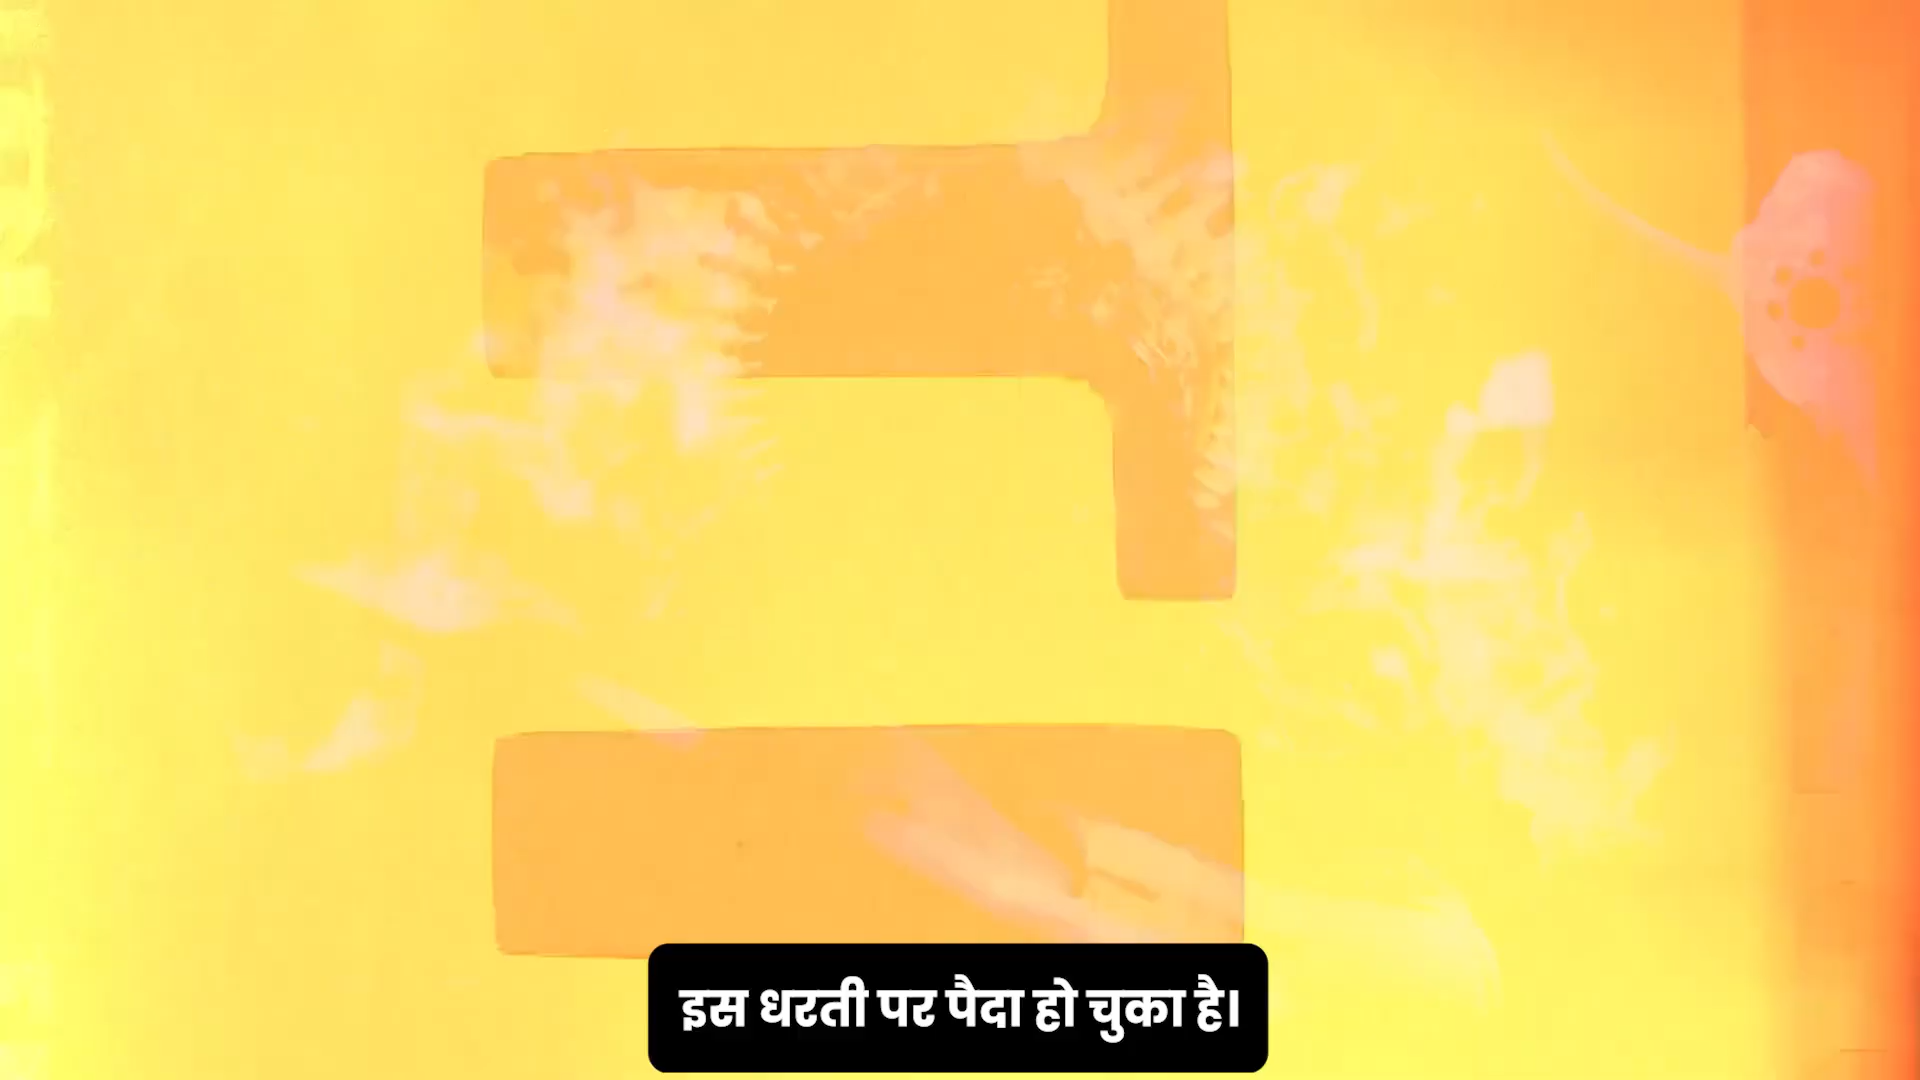 इस धरती पर पैदा हो चुका है।